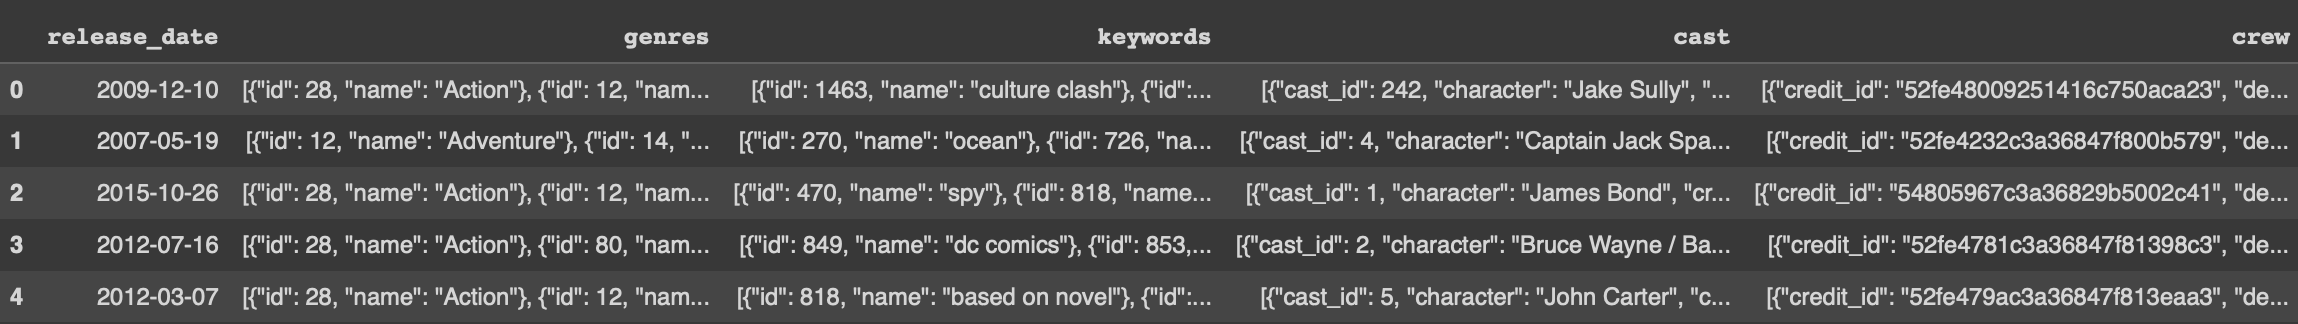 release_date genres keywords cast crew
0 2009-12-10 [{"id": 28, "name": "Action"}, {"id": 12, "nam... [{"id": 1463, "name": "culture clash"}, {"id":... [{"cast_id": 242, "character": "Jake Sully", "... [{"credit_id": "52fe48009251416c750aca23", "de...
1 2007-05-19 [{"id": 12, "name": "Adventure"}, {"id": 14, "... [{"id": 270, "name": "ocean"}, {"id": 726, "na... [{"cast_id": 4, "character": "Captain Jack Spa... [{"credit_id": "52fe4232c3a36847f800b579", "de...
2 2015-10-26 [{"id": 28, "name": "Action"}, {"id": 12, "nam... [{"id": 470, "name": "spy"}, {"id": 818, "name... [{"cast_id": 1, "character": "James Bond", "cr... [{"credit_id": "54805967c3a36829b5002c41", "de...
3 2012-07-16 [{"id": 28, "name": "Action"}, {"id": 80, "nam... [{"id": 849, "name": "dc comics"}, {"id": 853,... [{"cast_id": 2, "character": "Bruce Wayne / Ba... [{"credit_id": "52fe4781c3a36847f81398c3", "de...
4 2012-03-07 [{"id": 28, "name": "Action"}, {"id": 12, "nam... [{"id": 818, "name": "based on novel"}, {"id":... [{"cast_id": 5, "character": "John Carter", "c... [{"credit_id": "52fe479ac3a36847f813eaa3", "de...